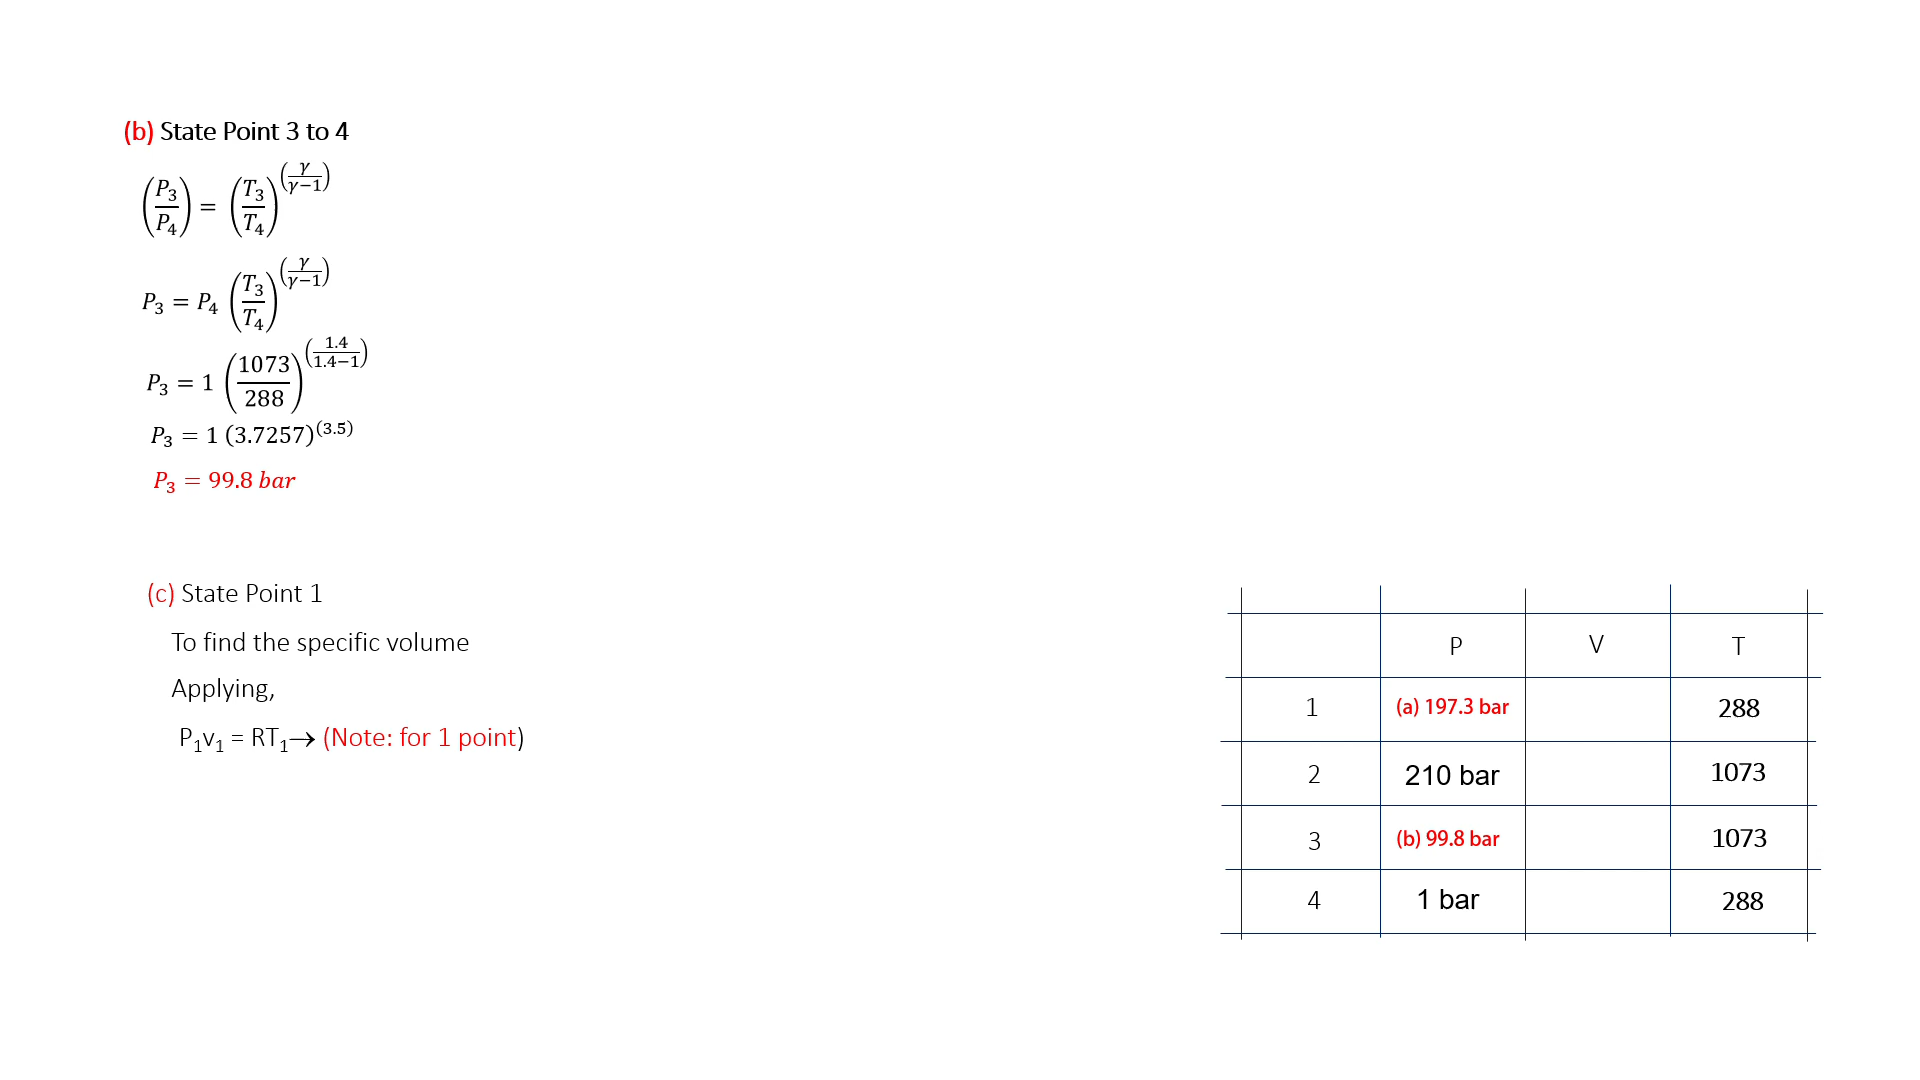 (b) State Point 3 to 4
(P₃/P₄) = (T₃/T₄)^(γ/(γ−1))
P₃ = P₄ (T₃/T₄)^(γ/(γ−1))
P₃ = 1 (1073/288)^(1.4/(1.4−1))
P₃ = 1 (3.7257)^(3.5)
P₃ = 99.8 bar
(c) State Point 1
To find the specific volume
Applying,
P₁v₁ = RT₁→ (Note: for 1 point)
P V T
1 (a) 197.3 bar 288
2 210 bar 1073
3 (b) 99.8 bar 1073
4 1 bar 288